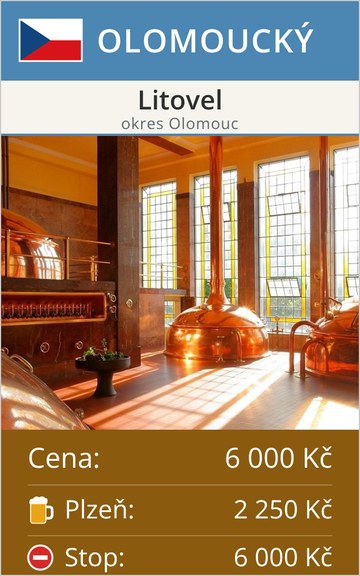 OLOMOUCKÝ
Litovel
okres Olomouc
Cena: 6 000 Kč
Plzeň: 2 250 Kč
Stop: 6 000 Kč